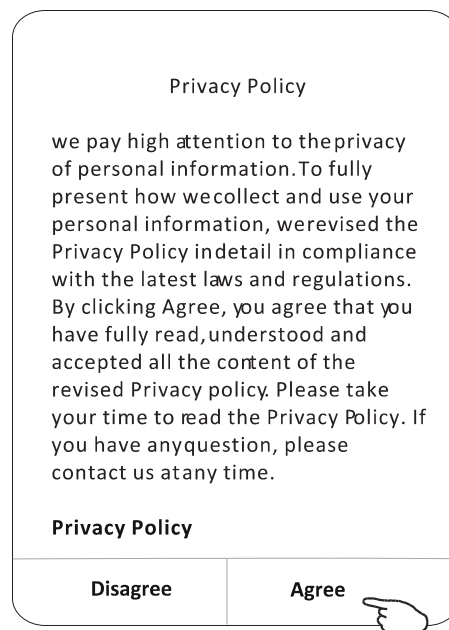 Privacy Policy
we pay high attention to theprivacy
of personal information.To fully
present how wecollect and use your
personal information, werevised the
Privacy Policy indetail in compliance
with the latest laws and regulations.
By clicking Agree, you agree that you
have fully read,understood and
accepted all the content of the
revised Privacy policy. Please take
your time to read the Privacy Policy. If
you have anyquestion, please
contact us atany time.
Privacy Policy
Disagree Agree